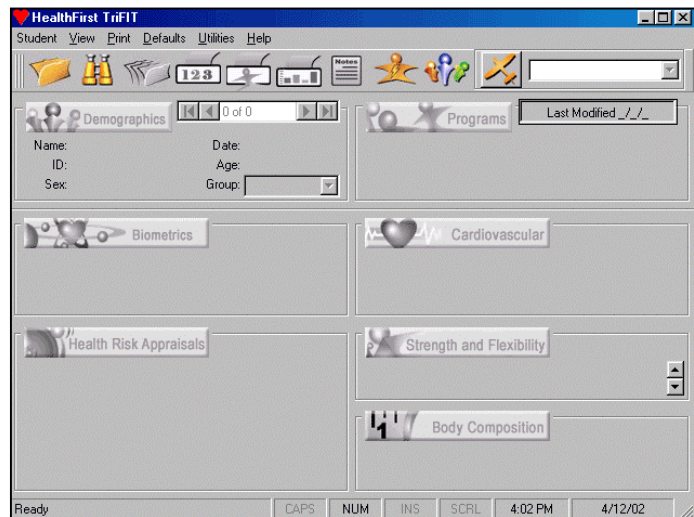 HealthFirst TriFIT
Student View Print Defaults Utilities Help
123 Notes
Demographics 0 of 0 Programs Last Modified _/_/_
Name: Date:
ID: Age:
Sex: Group:
Biometrics Cardiovascular
Health Risk Appraisals Strength and Flexibility
1 Body Composition
Ready CAPS NUM INS SCRL 4:02 PM 4/12/02